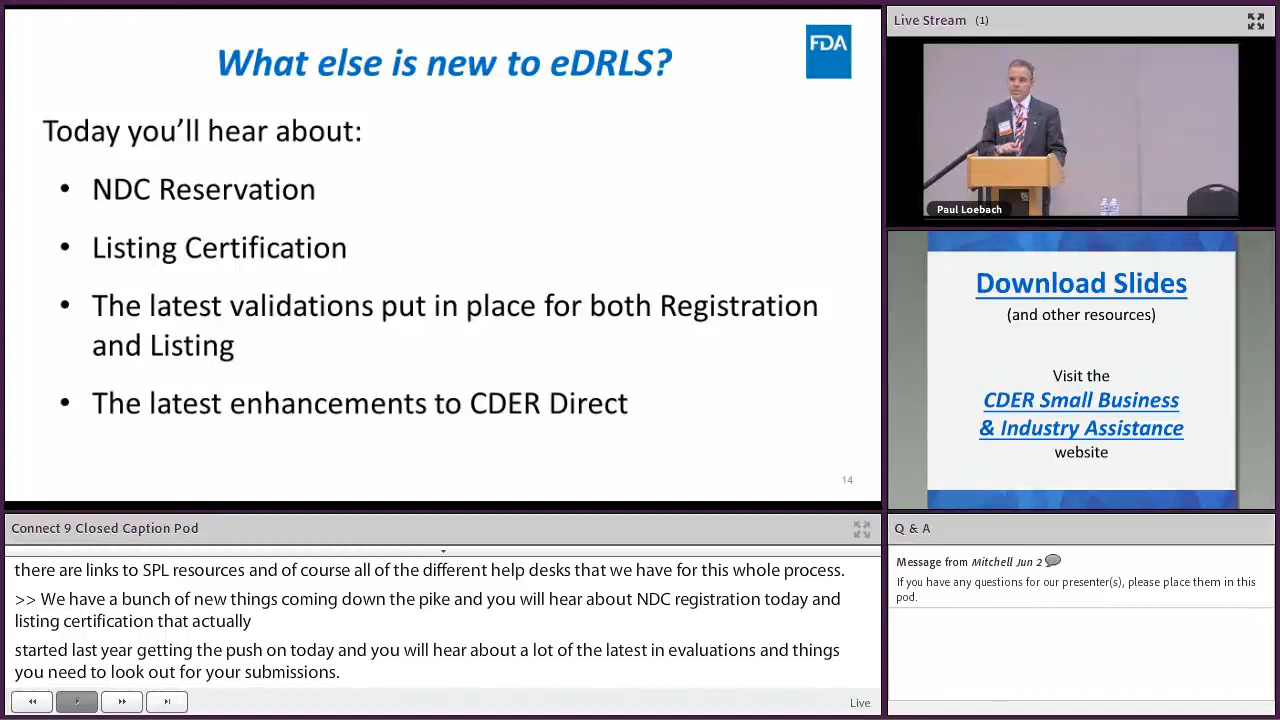 What else is new to eDRLS?
FDA
Today you'll hear about:
• NDC Reservation
• Listing Certification
• The latest validations put in place for both Registration
and Listing
• The latest enhancements to CDER Direct
14
Live Stream (1)
Paul Loebach
Download Slides
(and other resources)
Visit the
CDER Small Business
& Industry Assistance
website
Connect 9 Closed Caption Pod
there are links to SPL resources and of course all of the different help desks that we have for this whole process.
>> We have a bunch of new things coming down the pike and you will hear about NDC registration today and
listing certification that actually
started last year getting the push on today and you will hear about a lot of the latest in evaluations and things
you need to look out for your submissions.
Live
Q & A
Message from Mitchell Jun 2
If you have any questions for our presenter(s), please place them in this
pod.